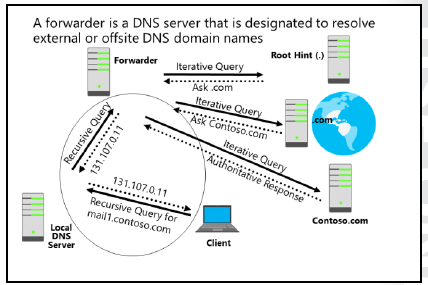 A forwarder is a DNS server that is designated to resolve
external or offsite DNS domain names
Forwarder
Root Hint (.)
Iterative Query
Ask .com
Iterative Query
Ask Contoso.com
.com
Recursive Query
131.107.0.11
Iterative Query
Authoritative Response
Contoso.com
131.107.0.11
Recursive Query for
mail1.contoso.com
Local
DNS
Server
Client